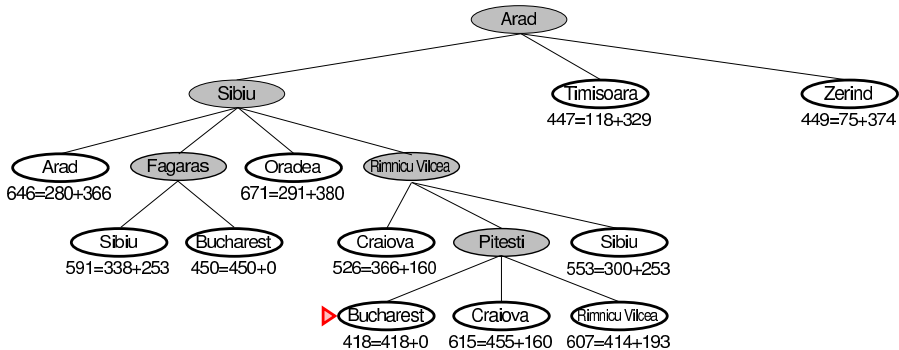 Arad
Sibiu
Timisoara
Zerind
447=118+329
449=75+374
Arad
Fagaras
Oradea
Rimnicu Vilcea
646=280+366
671=291+380
Sibiu
Bucharest
Craiova
Pitesti
Sibiu
591=338+253
450=450+0
526=366+160
553=300+253
Bucharest
Craiova
Rimnicu Vilcea
418=418+0
615=455+160
607=414+193